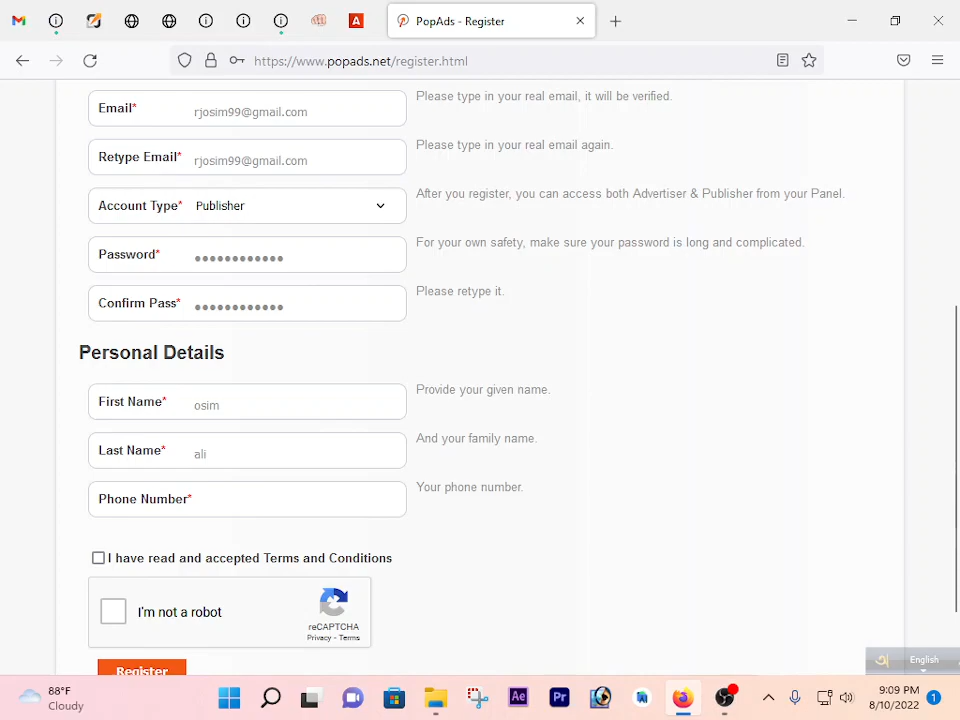 PopAds - Register
https://www.popads.net/register.html
Email* rjosim99@gmail.com Please type in your real email, it will be verified.
Retype Email* rjosim99@gmail.com Please type in your real email again.
Account Type* Publisher After you register, you can access both Advertiser & Publisher from your Panel.
Password* ●●●●●●●●●●●● For your own safety, make sure your password is long and complicated.
Confirm Pass* ●●●●●●●●●●●● Please retype it.
Personal Details
First Name* osim Provide your given name.
Last Name* ali And your family name.
Phone Number* Your phone number.
I have read and accepted Terms and Conditions
I'm not a robot
reCAPTCHA
Privacy - Terms
Register
অ English
88°F
Cloudy
Ae
Pr
9:09 PM
8/10/2022
1